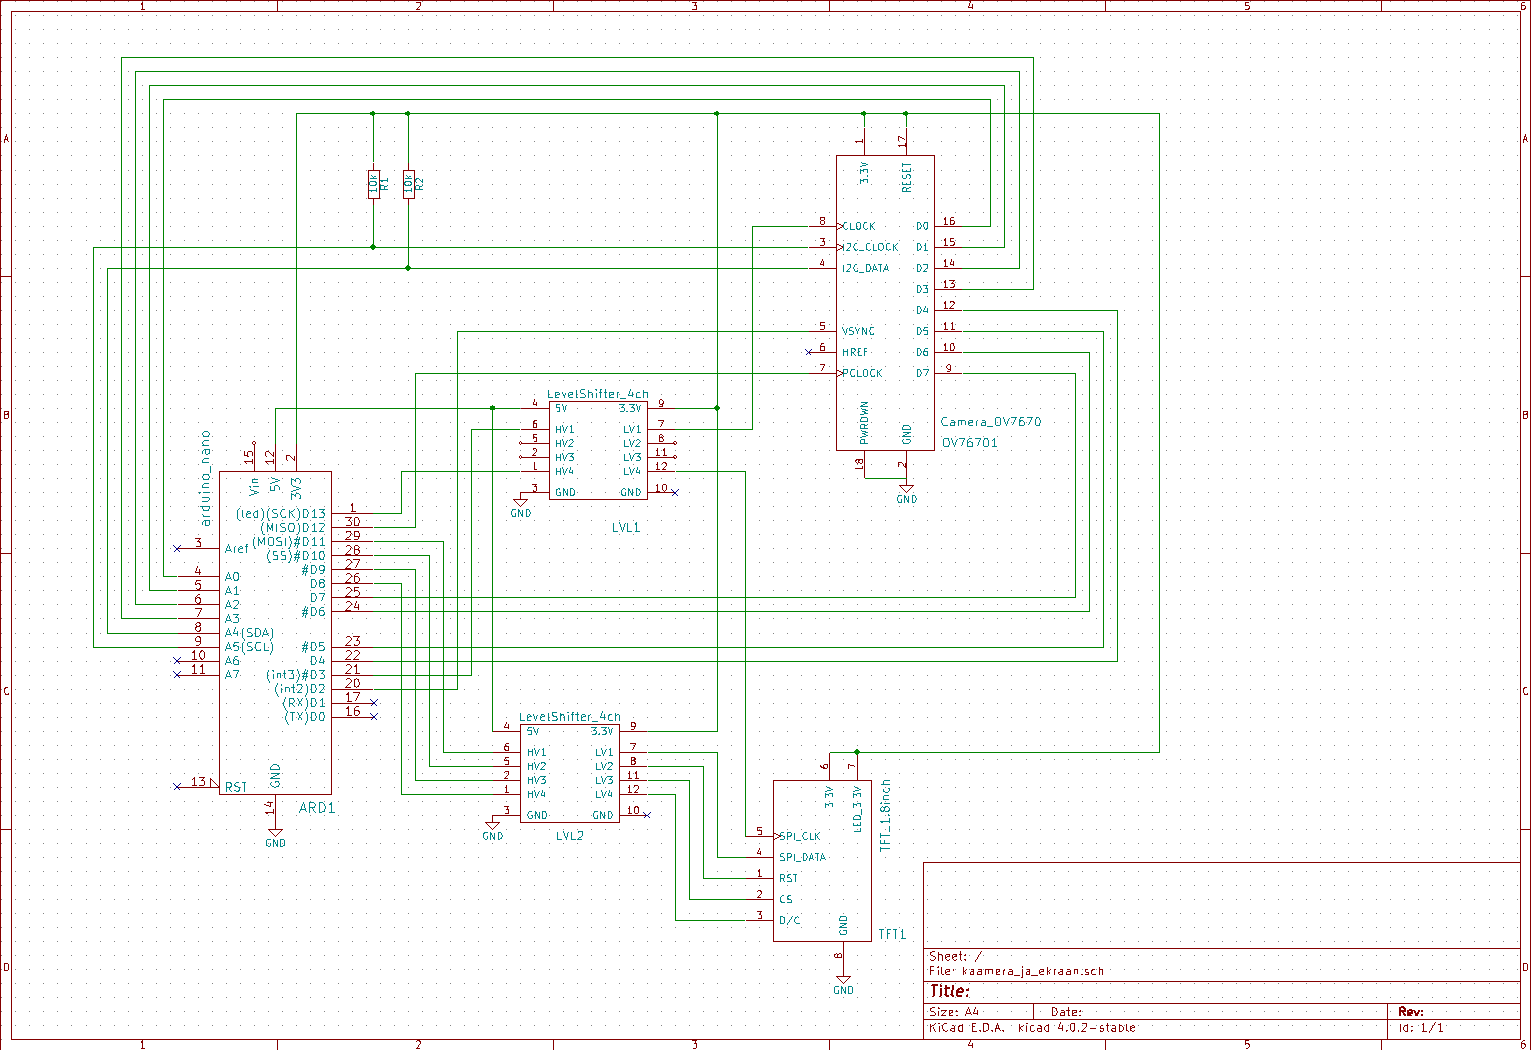 1 2 3 4 5 6
A A
B B
C C
D D
1 2 3 4 5 6
10k
R1
10k
R2
1
17
3.3V
RESET
8 CLOCK D0 16
3 I2C_CLOCK D1 15
4 I2C_DATA D2 14
D3 13
D4 12
5 VSYNC D5 11
6 HREF D6 10
7 PCLOCK D7 9
PWRDWN
GND
18
2
GND
Camera_OV7670
OV76701
LevelShifter_4ch
4 5V 3.3V 9
6 HV1 LV1 7
5 HV2 LV2 8
2 HV3 LV3 11
1 HV4 LV4 12
3 GND GND 10
GND
LVL1
arduino_nano
15
12
2
Vin
5V
3V3
(led)(SCK)D13 1
(MISO)D12 30
(MOSI)#D11 29
(SS)#D10 28
#D9 27
D8 26
D7 25
#D6 24
#D5 23
D4 22
(int3)#D3 21
(int2)D2 20
(RX)D1 17
(TX)D0 16
3 Aref
4 A0
5 A1
6 A2
7 A3
8 A4(SDA)
9 A5(SCL)
10 A6
11 A7
13 RST
GND
14
GND
ARD1
LevelShifter_4ch
4 5V 3.3V 9
6 HV1 LV1 7
5 HV2 LV2 8
2 HV3 LV3 11
1 HV4 LV4 12
3 GND GND 10
GND
LVL2
6
7
3 3V
LED_3 3V
TFT_1.8inch
5 SPI_CLK
4 SPI_DATA
1 RST
2 CS
3 D/C
GND
TFT1
8
GND
Sheet: /
File: kaamera_ja_ekraan.sch
Title:
Size: A4 Date: Rev:
KiCad E.D.A. kicad 4.0.2-stable Id: 1/1